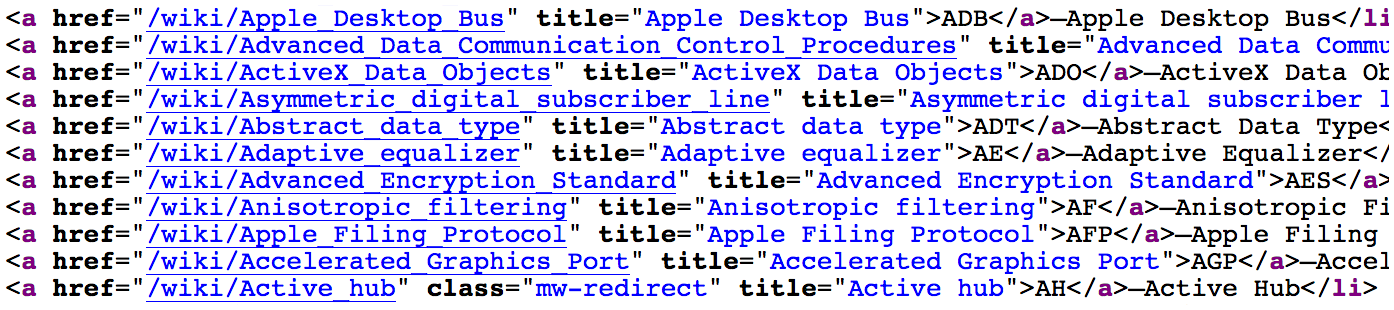 <a href="/wiki/Apple_Desktop_Bus" title="Apple Desktop Bus">ADB</a>—Apple Desktop Bus</li
<a href="/wiki/Advanced_Data_Communication_Control_Procedures" title="Advanced Data Commu
<a href="/wiki/ActiveX_Data_Objects" title="ActiveX Data Objects">ADO</a>—ActiveX Data Ob
<a href="/wiki/Asymmetric_digital_subscriber_line" title="Asymmetric digital subscriber l
<a href="/wiki/Abstract_data_type" title="Abstract data type">ADT</a>—Abstract Data Type<
<a href="/wiki/Adaptive_equalizer" title="Adaptive equalizer">AE</a>—Adaptive Equalizer</
<a href="/wiki/Advanced_Encryption_Standard" title="Advanced Encryption Standard">AES</a>
<a href="/wiki/Anisotropic_filtering" title="Anisotropic filtering">AF</a>—Anisotropic Fi
<a href="/wiki/Apple_Filing_Protocol" title="Apple Filing Protocol">AFP</a>—Apple Filing
<a href="/wiki/Accelerated_Graphics_Port" title="Accelerated Graphics Port">AGP</a>—Accel
<a href="/wiki/Active_hub" class="mw-redirect" title="Active hub">AH</a>—Active Hub</li>